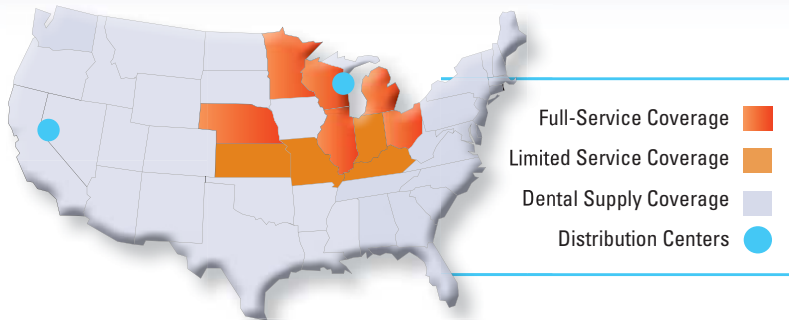 Full-Service Coverage
Limited Service Coverage
Dental Supply Coverage
Distribution Centers